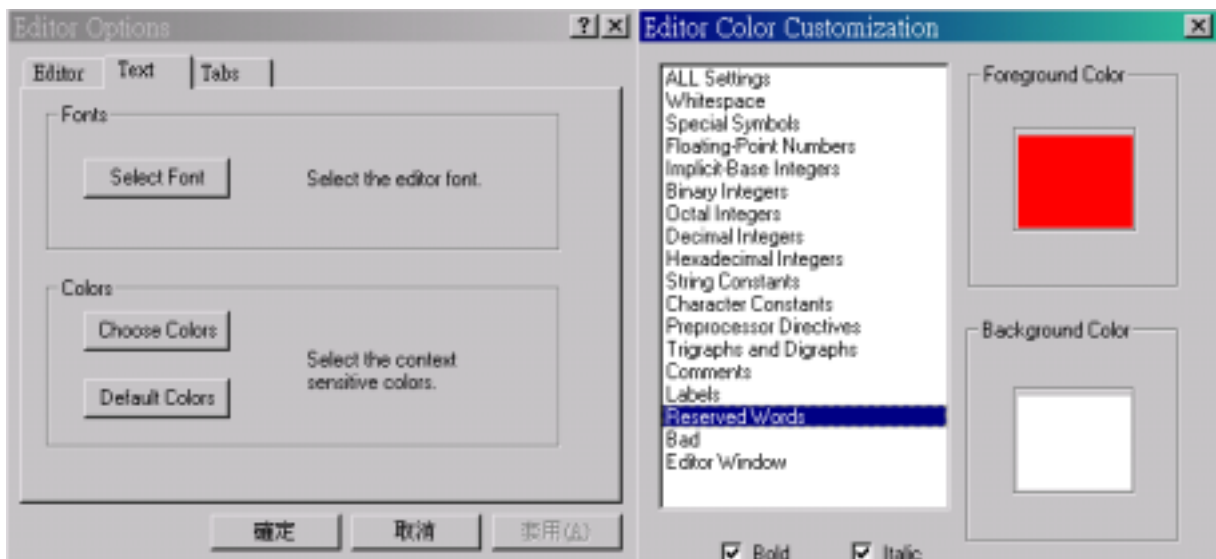 Editor Options
Editor Text Tabs
Fonts
Select Font
Select the editor font.
Colors
Choose Colors
Select the context
sensitive colors.
Default Colors
確定 取消 套用(A)
Editor Color Customization
ALL Settings
Whitespace
Special Symbols
Floating-Point Numbers
Implicit-Base Integers
Binary Integers
Octal Integers
Decimal Integers
Hexadecimal Integers
String Constants
Character Constants
Preprocessor Directives
Trigraphs and Digraphs
Comments
Labels
Reserved Words
Bad
Editor Window
Foreground Color
Background Color
Bold Italic